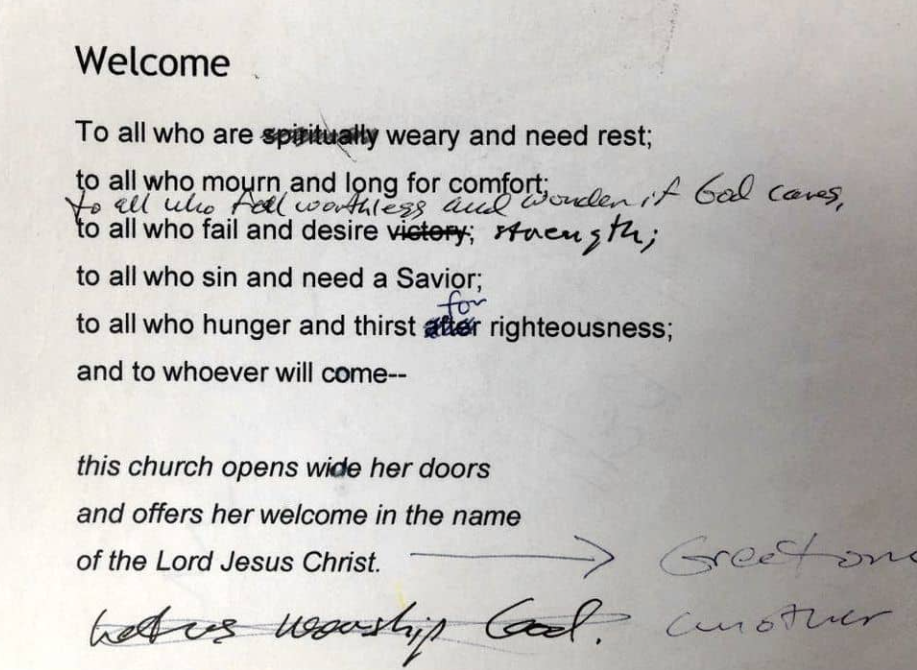 Welcome
To all who are spiritually weary and need rest;
to all who mourn and long for comfort;
to all who feel worthless and wonder if God cares,
to all who fail and desire victory; strength;
for
to all who hunger and thirst after righteousness;
to all who sin and need a Savior;
and to whoever will come--
this church opens wide her doors
and offers her welcome in the name
of the Lord Jesus Christ. Greet one
Let us worship God. another